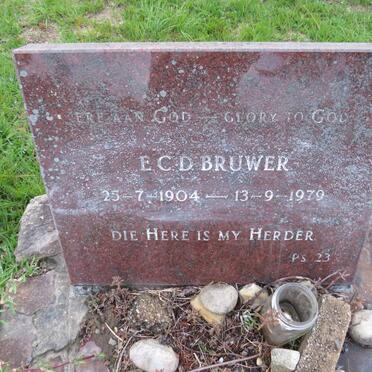 ERE AAN GOD — GLORY TO GOD
E.C.D. BRUWER
25-7-1904 — 13-9-1979
DIE HERE IS MY HERDER
PS. 23